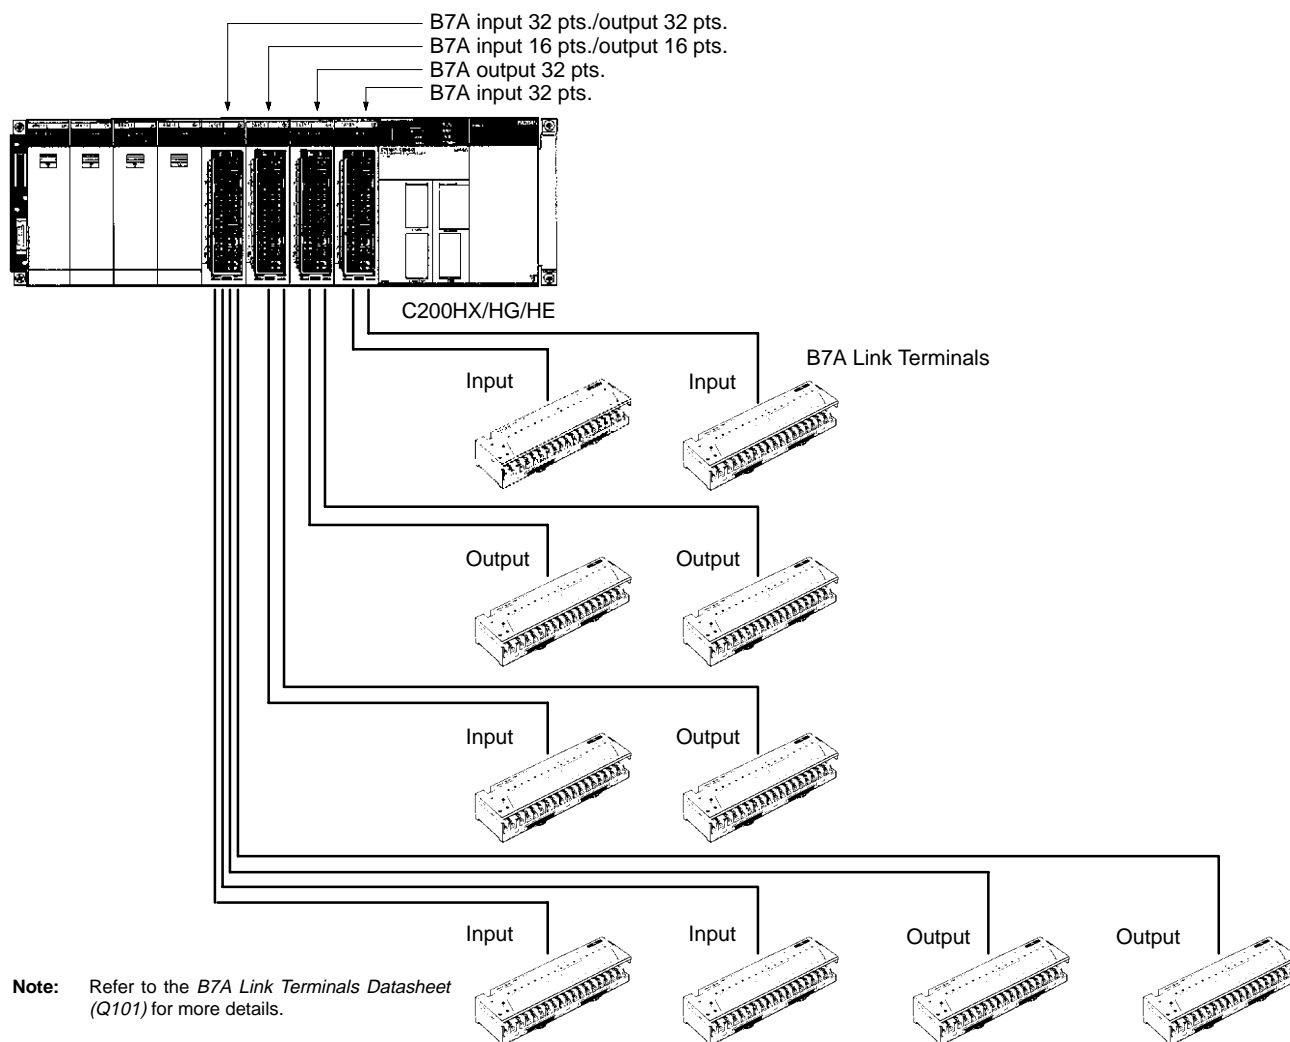 B7A input 32 pts./output 32 pts.
B7A input 16 pts./output 16 pts.
B7A output 32 pts.
B7A input 32 pts.
C200HX/HG/HE
B7A Link Terminals
Input
Input
Output
Output
Input
Output
Input
Input
Output
Output
Note: Refer to the B7A Link Terminals Datasheet
(Q101) for more details.